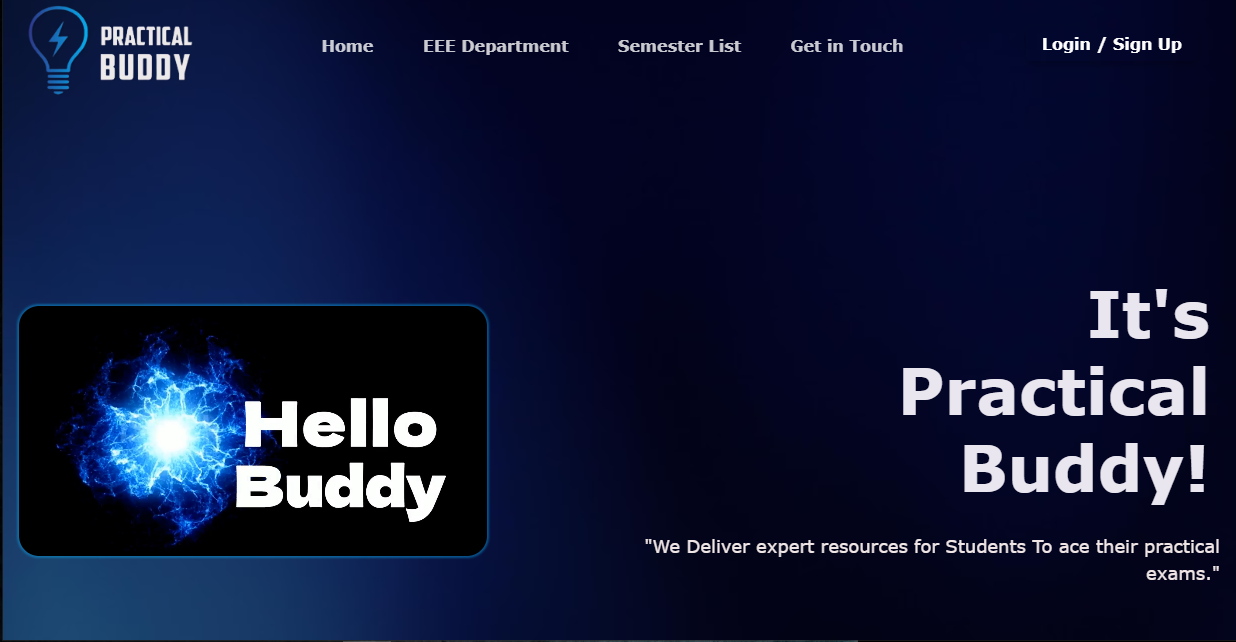 PRACTICAL
BUDDY
Home EEE Department Semester List Get in Touch Login / Sign Up
Hello
Buddy
It's
Practical
Buddy!
"We Deliver expert resources for Students To ace their practical
exams."